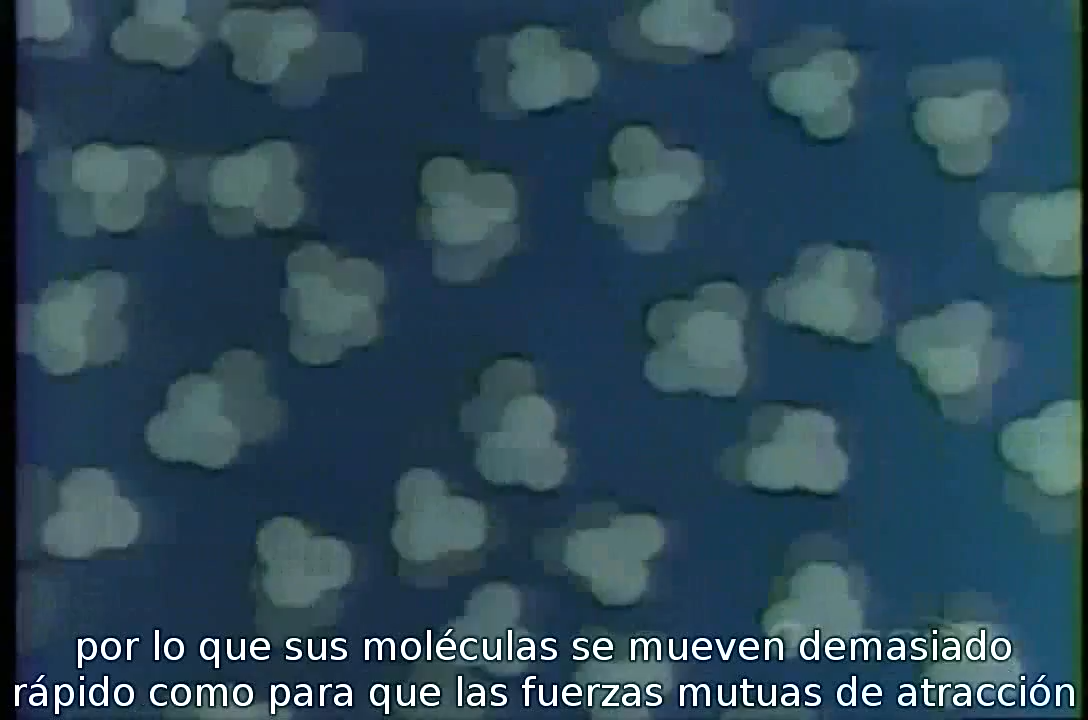 por lo que sus moléculas se mueven demasiado
rápido como para que las fuerzas mutuas de atracción